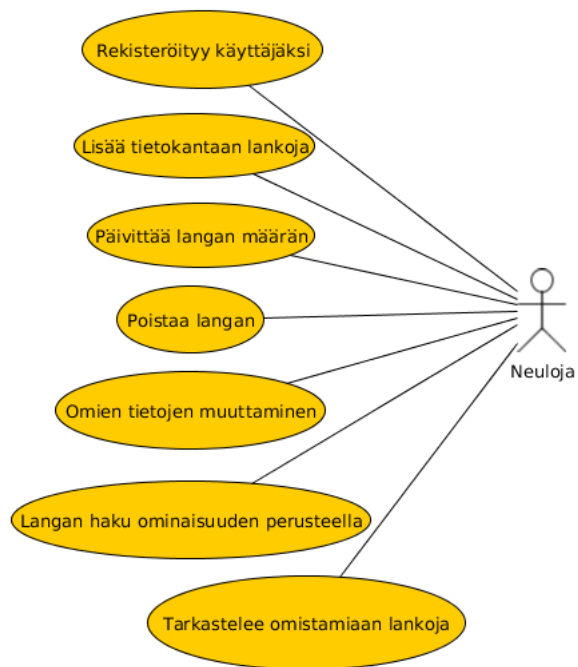 Rekisteröityy käyttäjäksi
Lisää tietokantaan lankoja
Päivittää langan määrän
Poistaa langan
Neuloja
Omien tietojen muuttaminen
Langan haku ominaisuuden perusteella
Tarkastelee omistamiaan lankoja